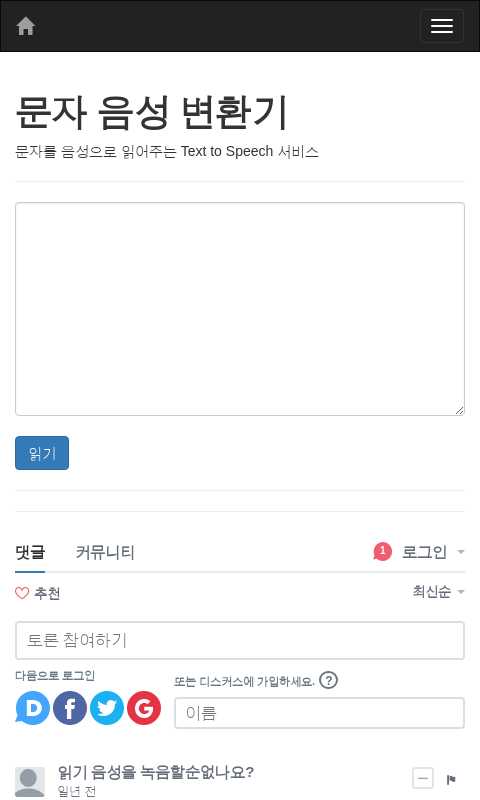 문자 음성 변환기
문자를 음성으로 읽어주는 Text to Speech 서비스
읽기
댓글 커뮤니티 1 로그인
추천 최신순
토론 참여하기
다음으로 로그인
또는 디스커스에 가입하세요. ?
이름
읽기 음성을 녹음할순없나요?
일년 전